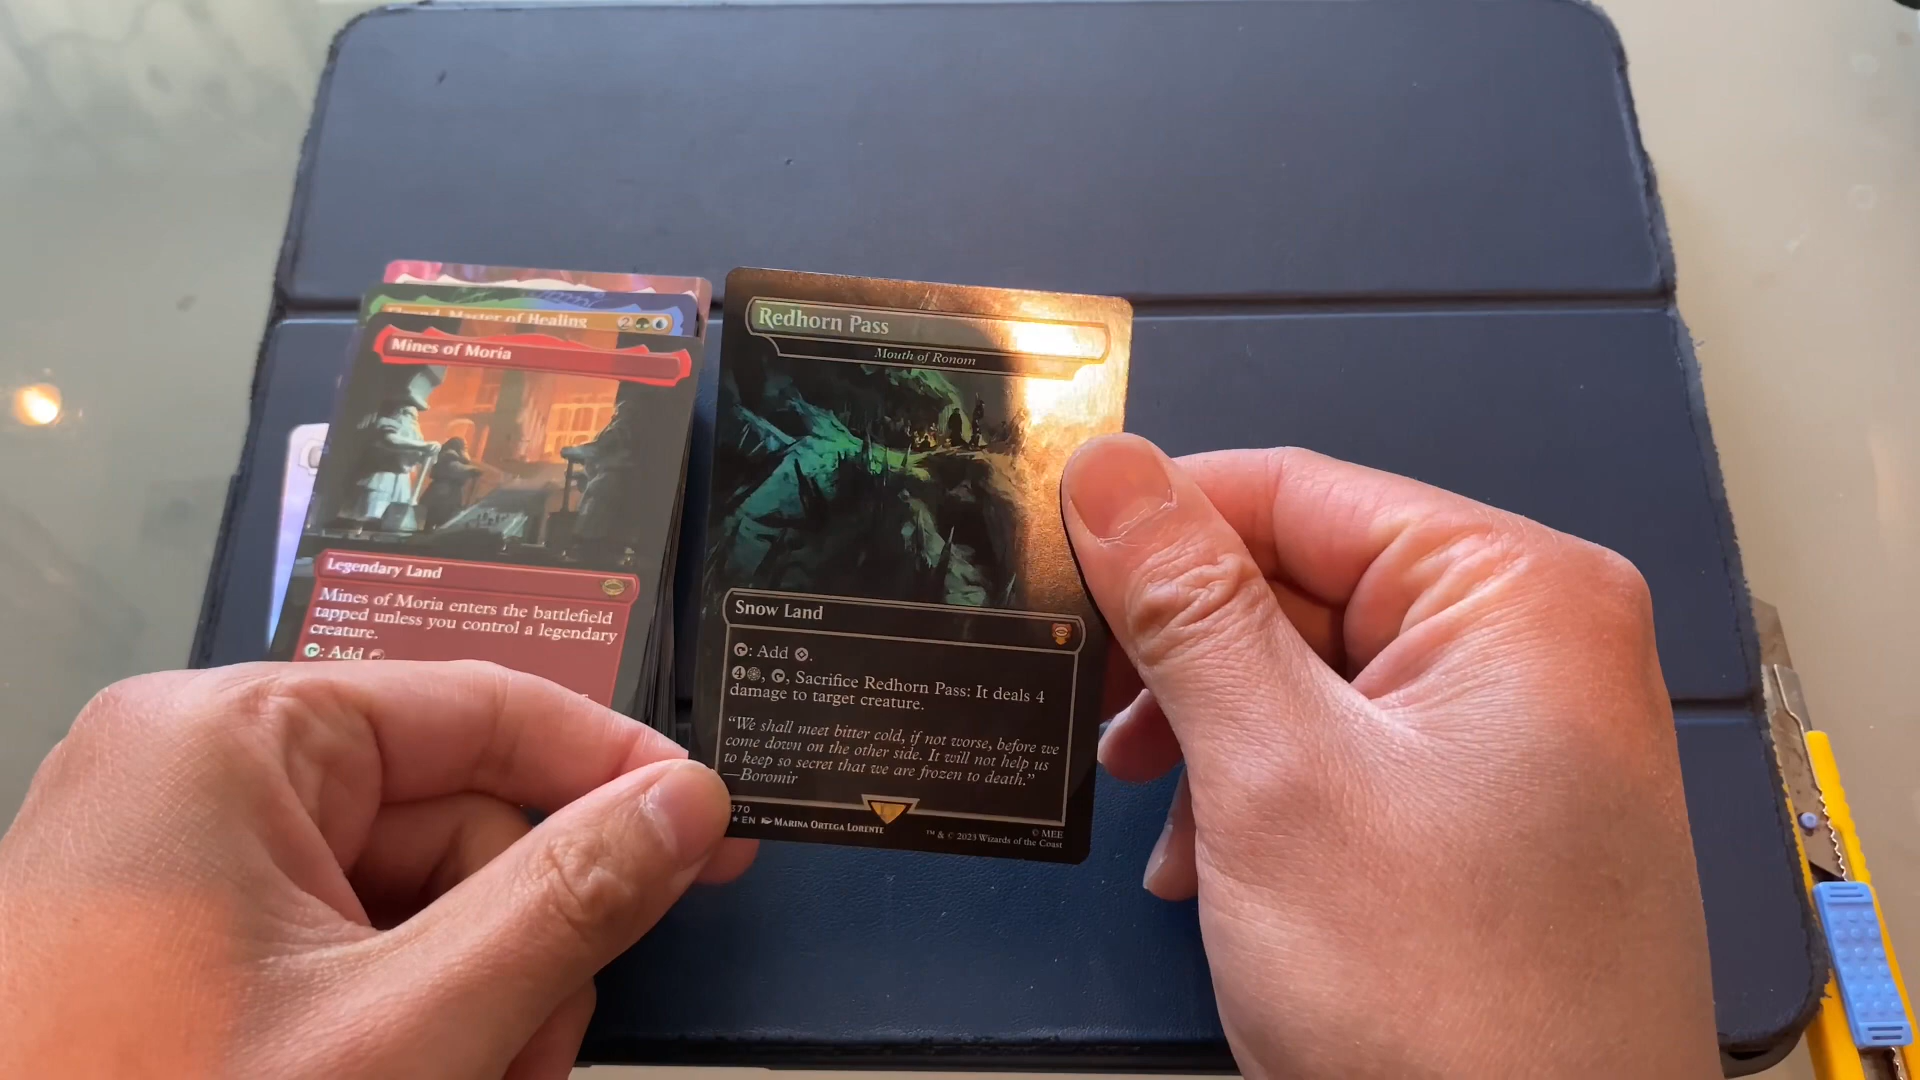 Master of Healing
2
Mines of Moria
Legendary Land
Mines of Moria enters the battlefield
tapped unless you control a legendary
creature.
: Add
Redhorn Pass
Mouth of Ronom
Snow Land
: Add .
4, , Sacrifice Redhorn Pass: It deals 4
damage to target creature.
“We shall meet bitter cold, if not worse, before we
come down on the other side. It will not help us
to keep so secret that we are frozen to death.”
—Boromir
370
EN MARINA ORTEGA LORENTE
© MEE
™ & © 2023 Wizards of the Coast